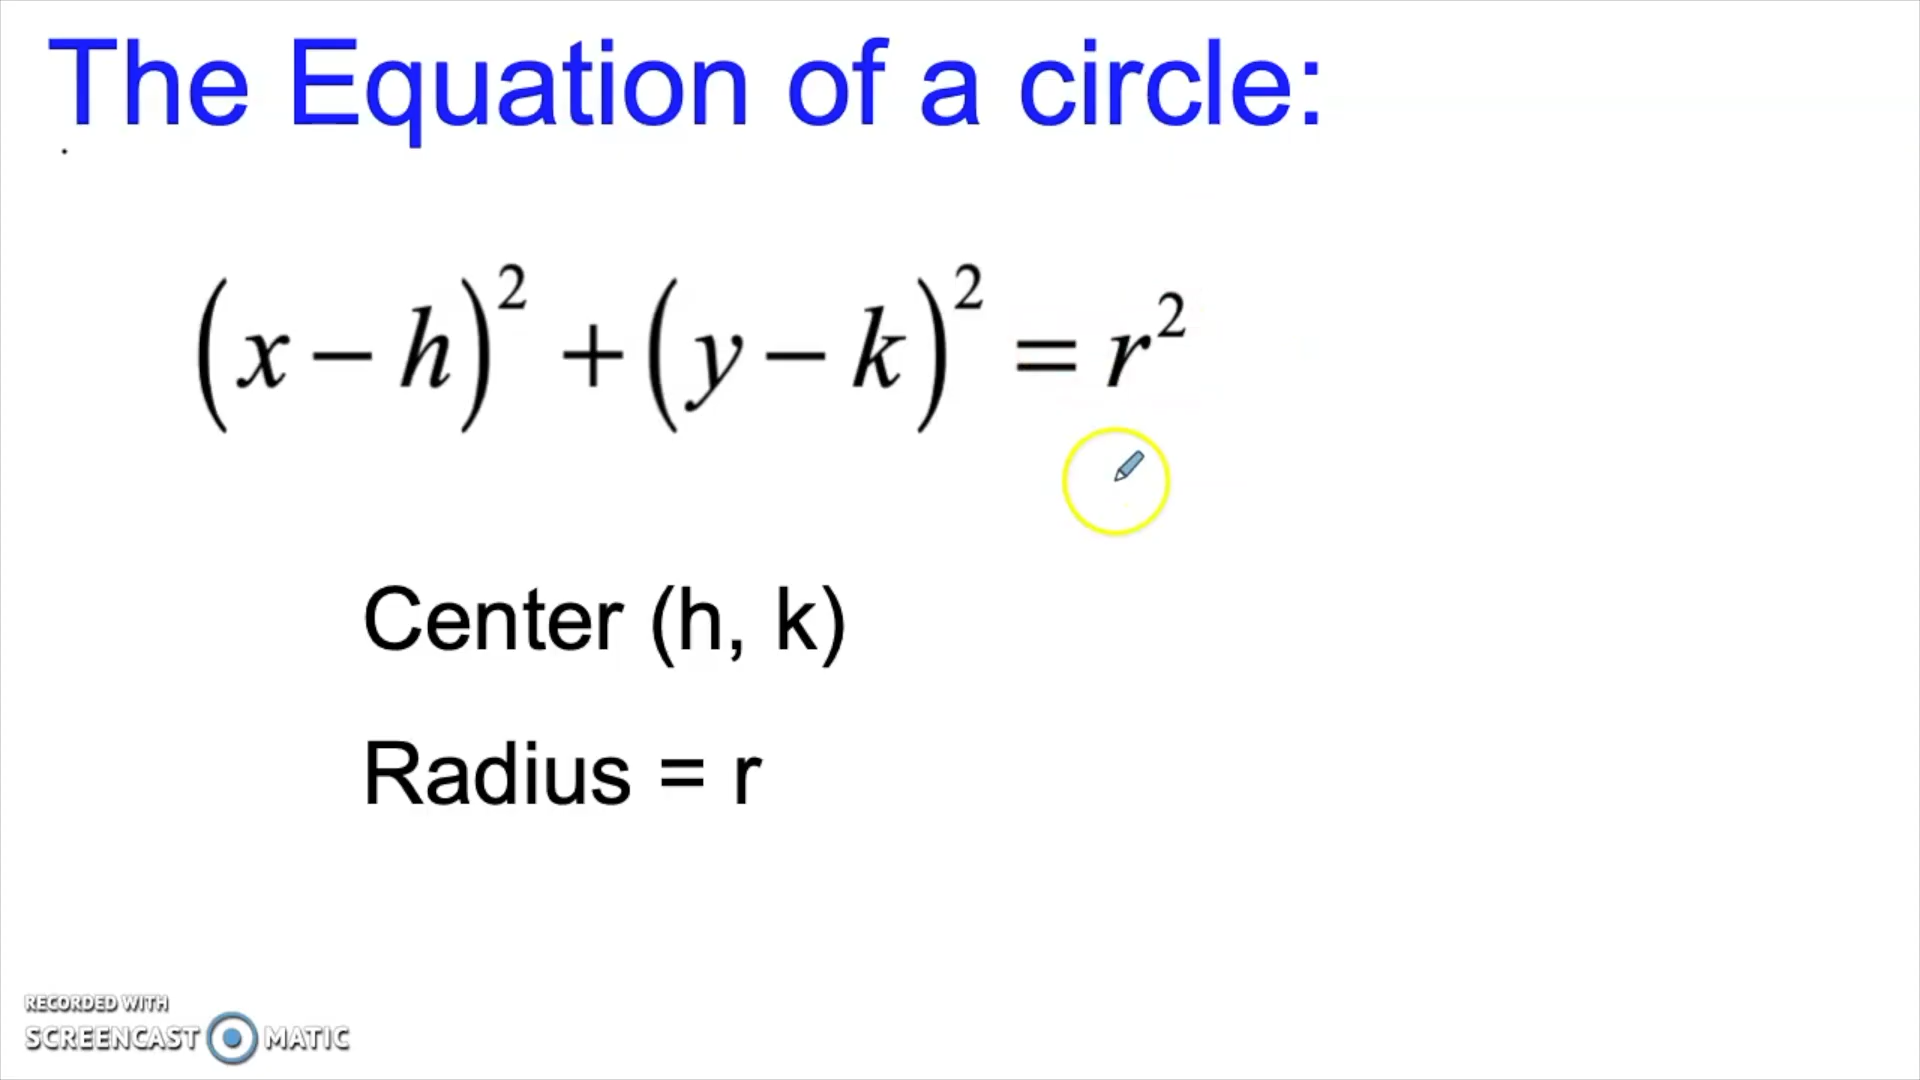 The Equation of a circle:
(x − h)² + (y − k)² = r²
Center (h, k)
Radius = r
RECORDED WITH
SCREENCAST MATIC